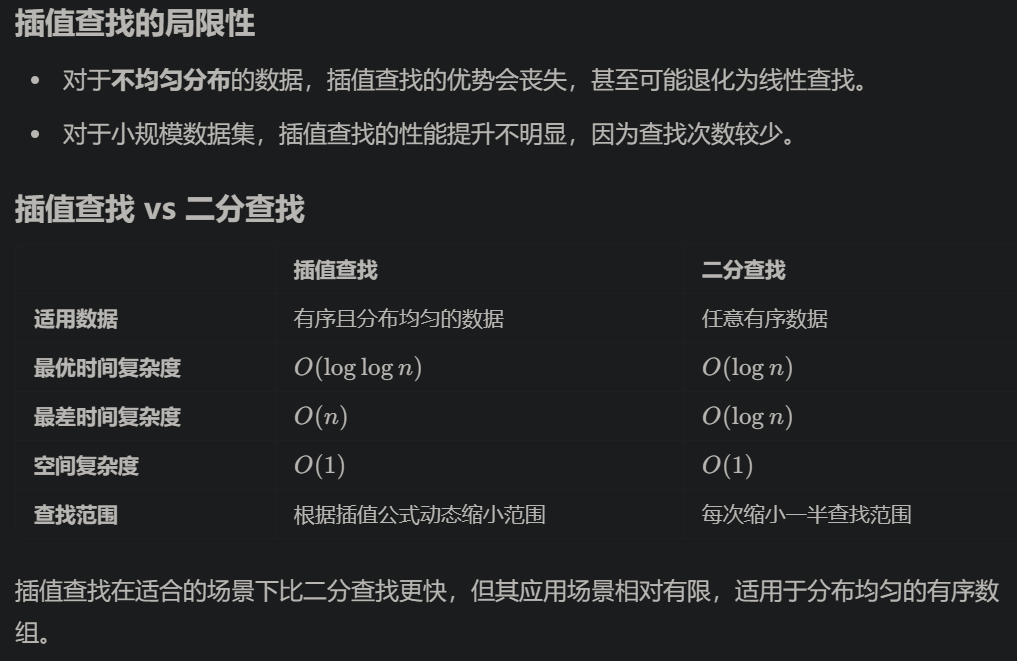 插值查找的局限性
• 对于不均匀分布的数据，插值查找的优势会丧失，甚至可能退化为线性查找。
• 对于小规模数据集，插值查找的性能提升不明显，因为查找次数较少。
插值查找 vs 二分查找
插值查找 二分查找
适用数据 有序且分布均匀的数据 任意有序数据
最优时间复杂度 O(log log n) O(log n)
最差时间复杂度 O(n) O(log n)
空间复杂度 O(1) O(1)
查找范围 根据插值公式动态缩小范围 每次缩小一半查找范围
插值查找在适合的场景下比二分查找更快，但其应用场景相对有限，适用于分布均匀的有序数
组。